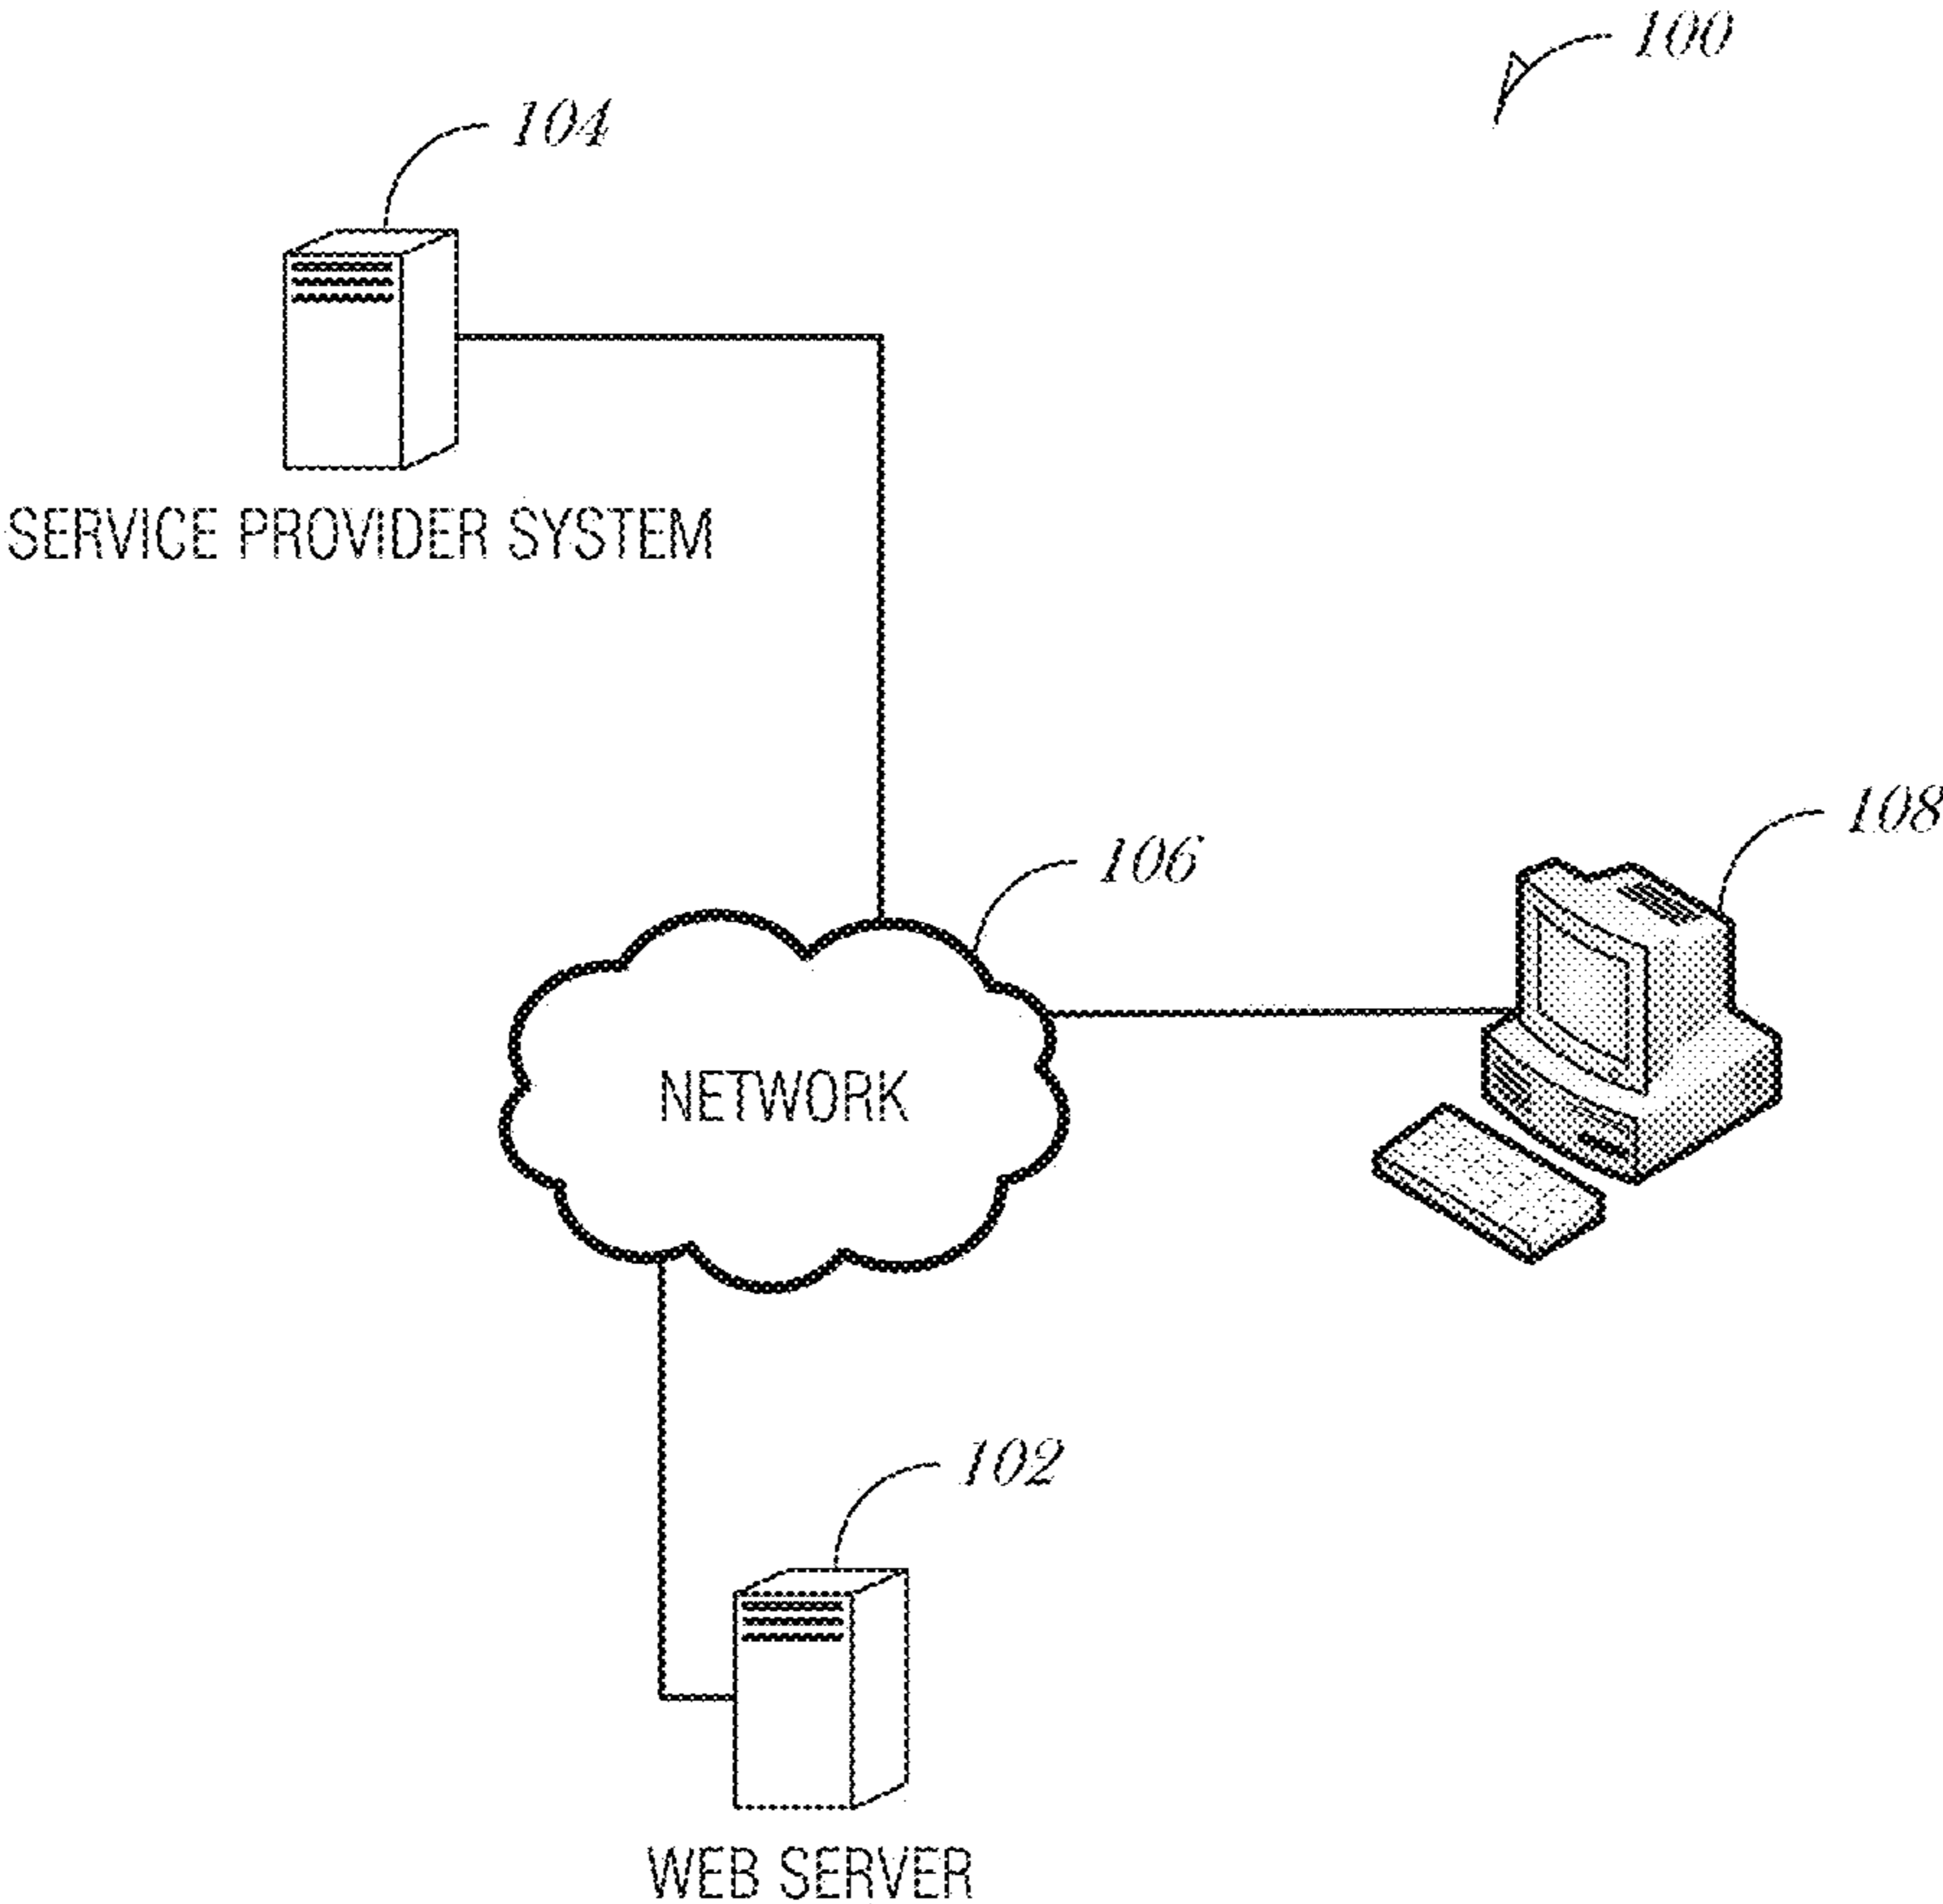 100
104
SERVICE PROVIDER SYSTEM
108
106
NETWORK
102
WEB SERVER